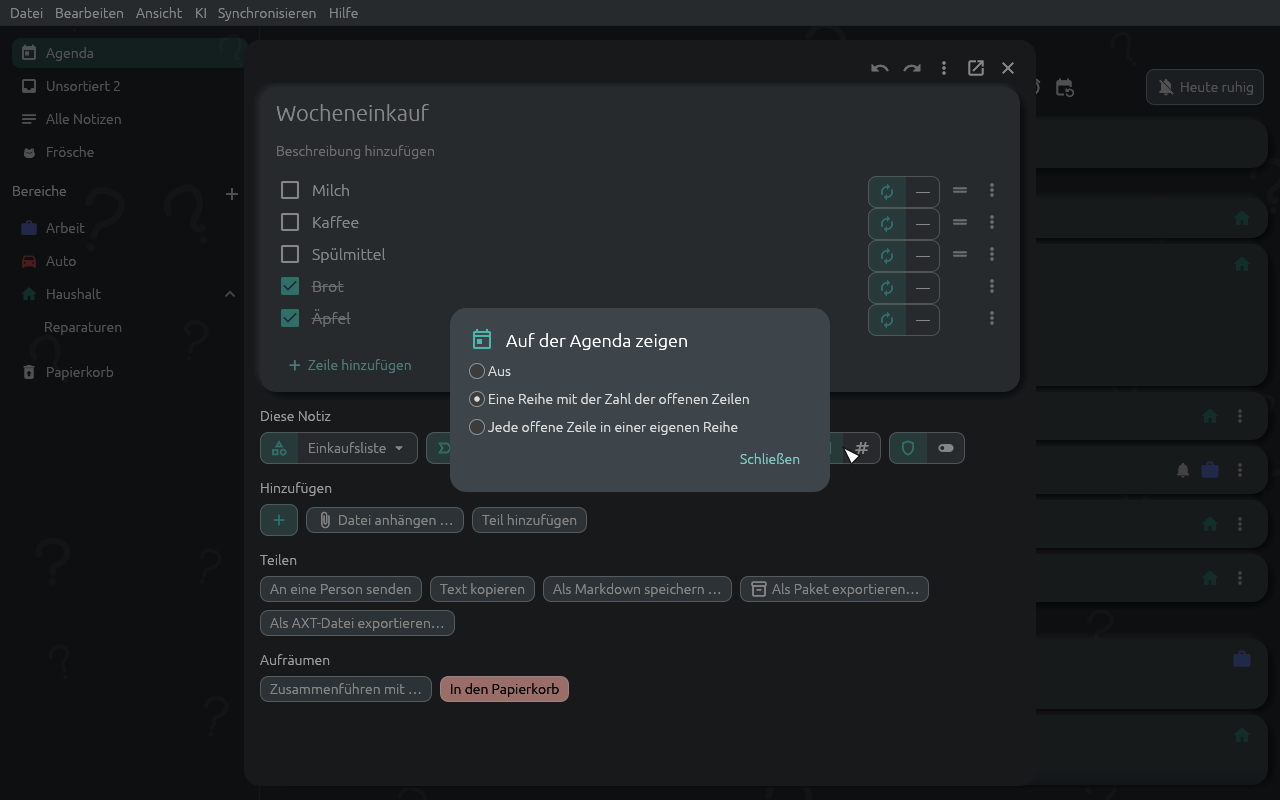 Datei Bearbeiten Ansicht KI Synchronisieren Hilfe
Agenda
Unsortiert 2
Alle Notizen
Frösche
Bereiche
Arbeit
Auto
Haushalt
Reparaturen
Papierkorb
Heute ruhig
Wocheneinkauf
Beschreibung hinzufügen
Milch
Kaffee
Spülmittel
Brot
Äpfel
+ Zeile hinzufügen
Auf der Agenda zeigen
Aus
Eine Reihe mit der Zahl der offenen Zeilen
Jede offene Zeile in einer eigenen Reihe
Schließen
Diese Notiz
Einkaufsliste
#
Hinzufügen
Datei anhängen ...
Teil hinzufügen
Teilen
An eine Person senden
Text kopieren
Als Markdown speichern ...
Als Paket exportieren...
Als AXT-Datei exportieren...
Aufräumen
Zusammenführen mit ...
In den Papierkorb